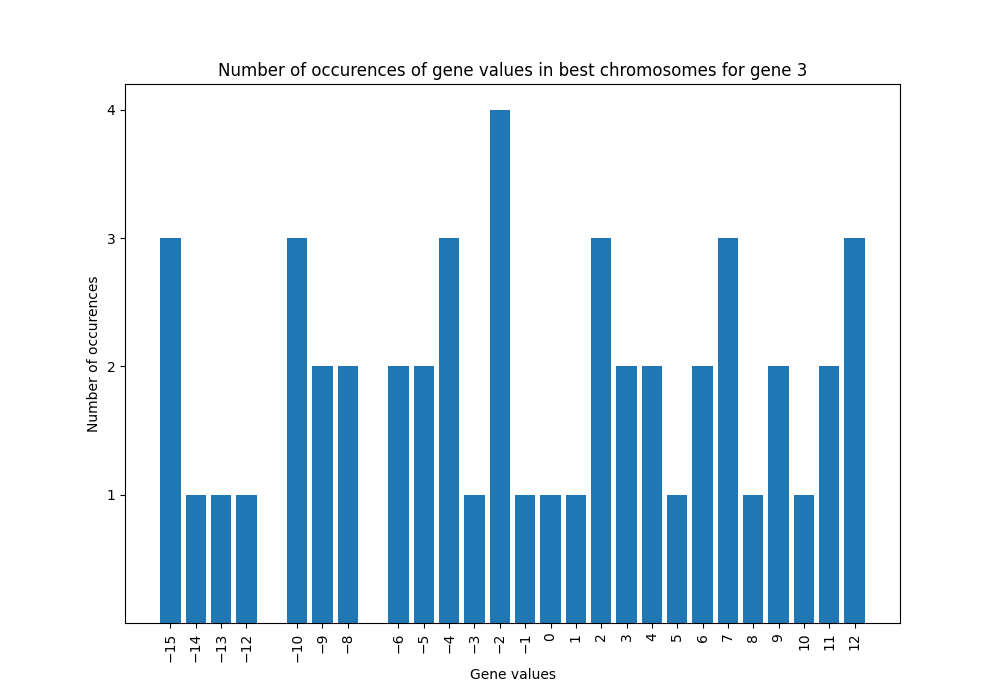 Number of occurences of gene values in best chromosomes for gene 3
4
3
2
1
Number of occurences
−15 −14 −13 −12 −10 −9 −8 −6 −5 −4 −3 −2 −1 0 1 2 3 4 5 6 7 8 9 10 11 12
Gene values